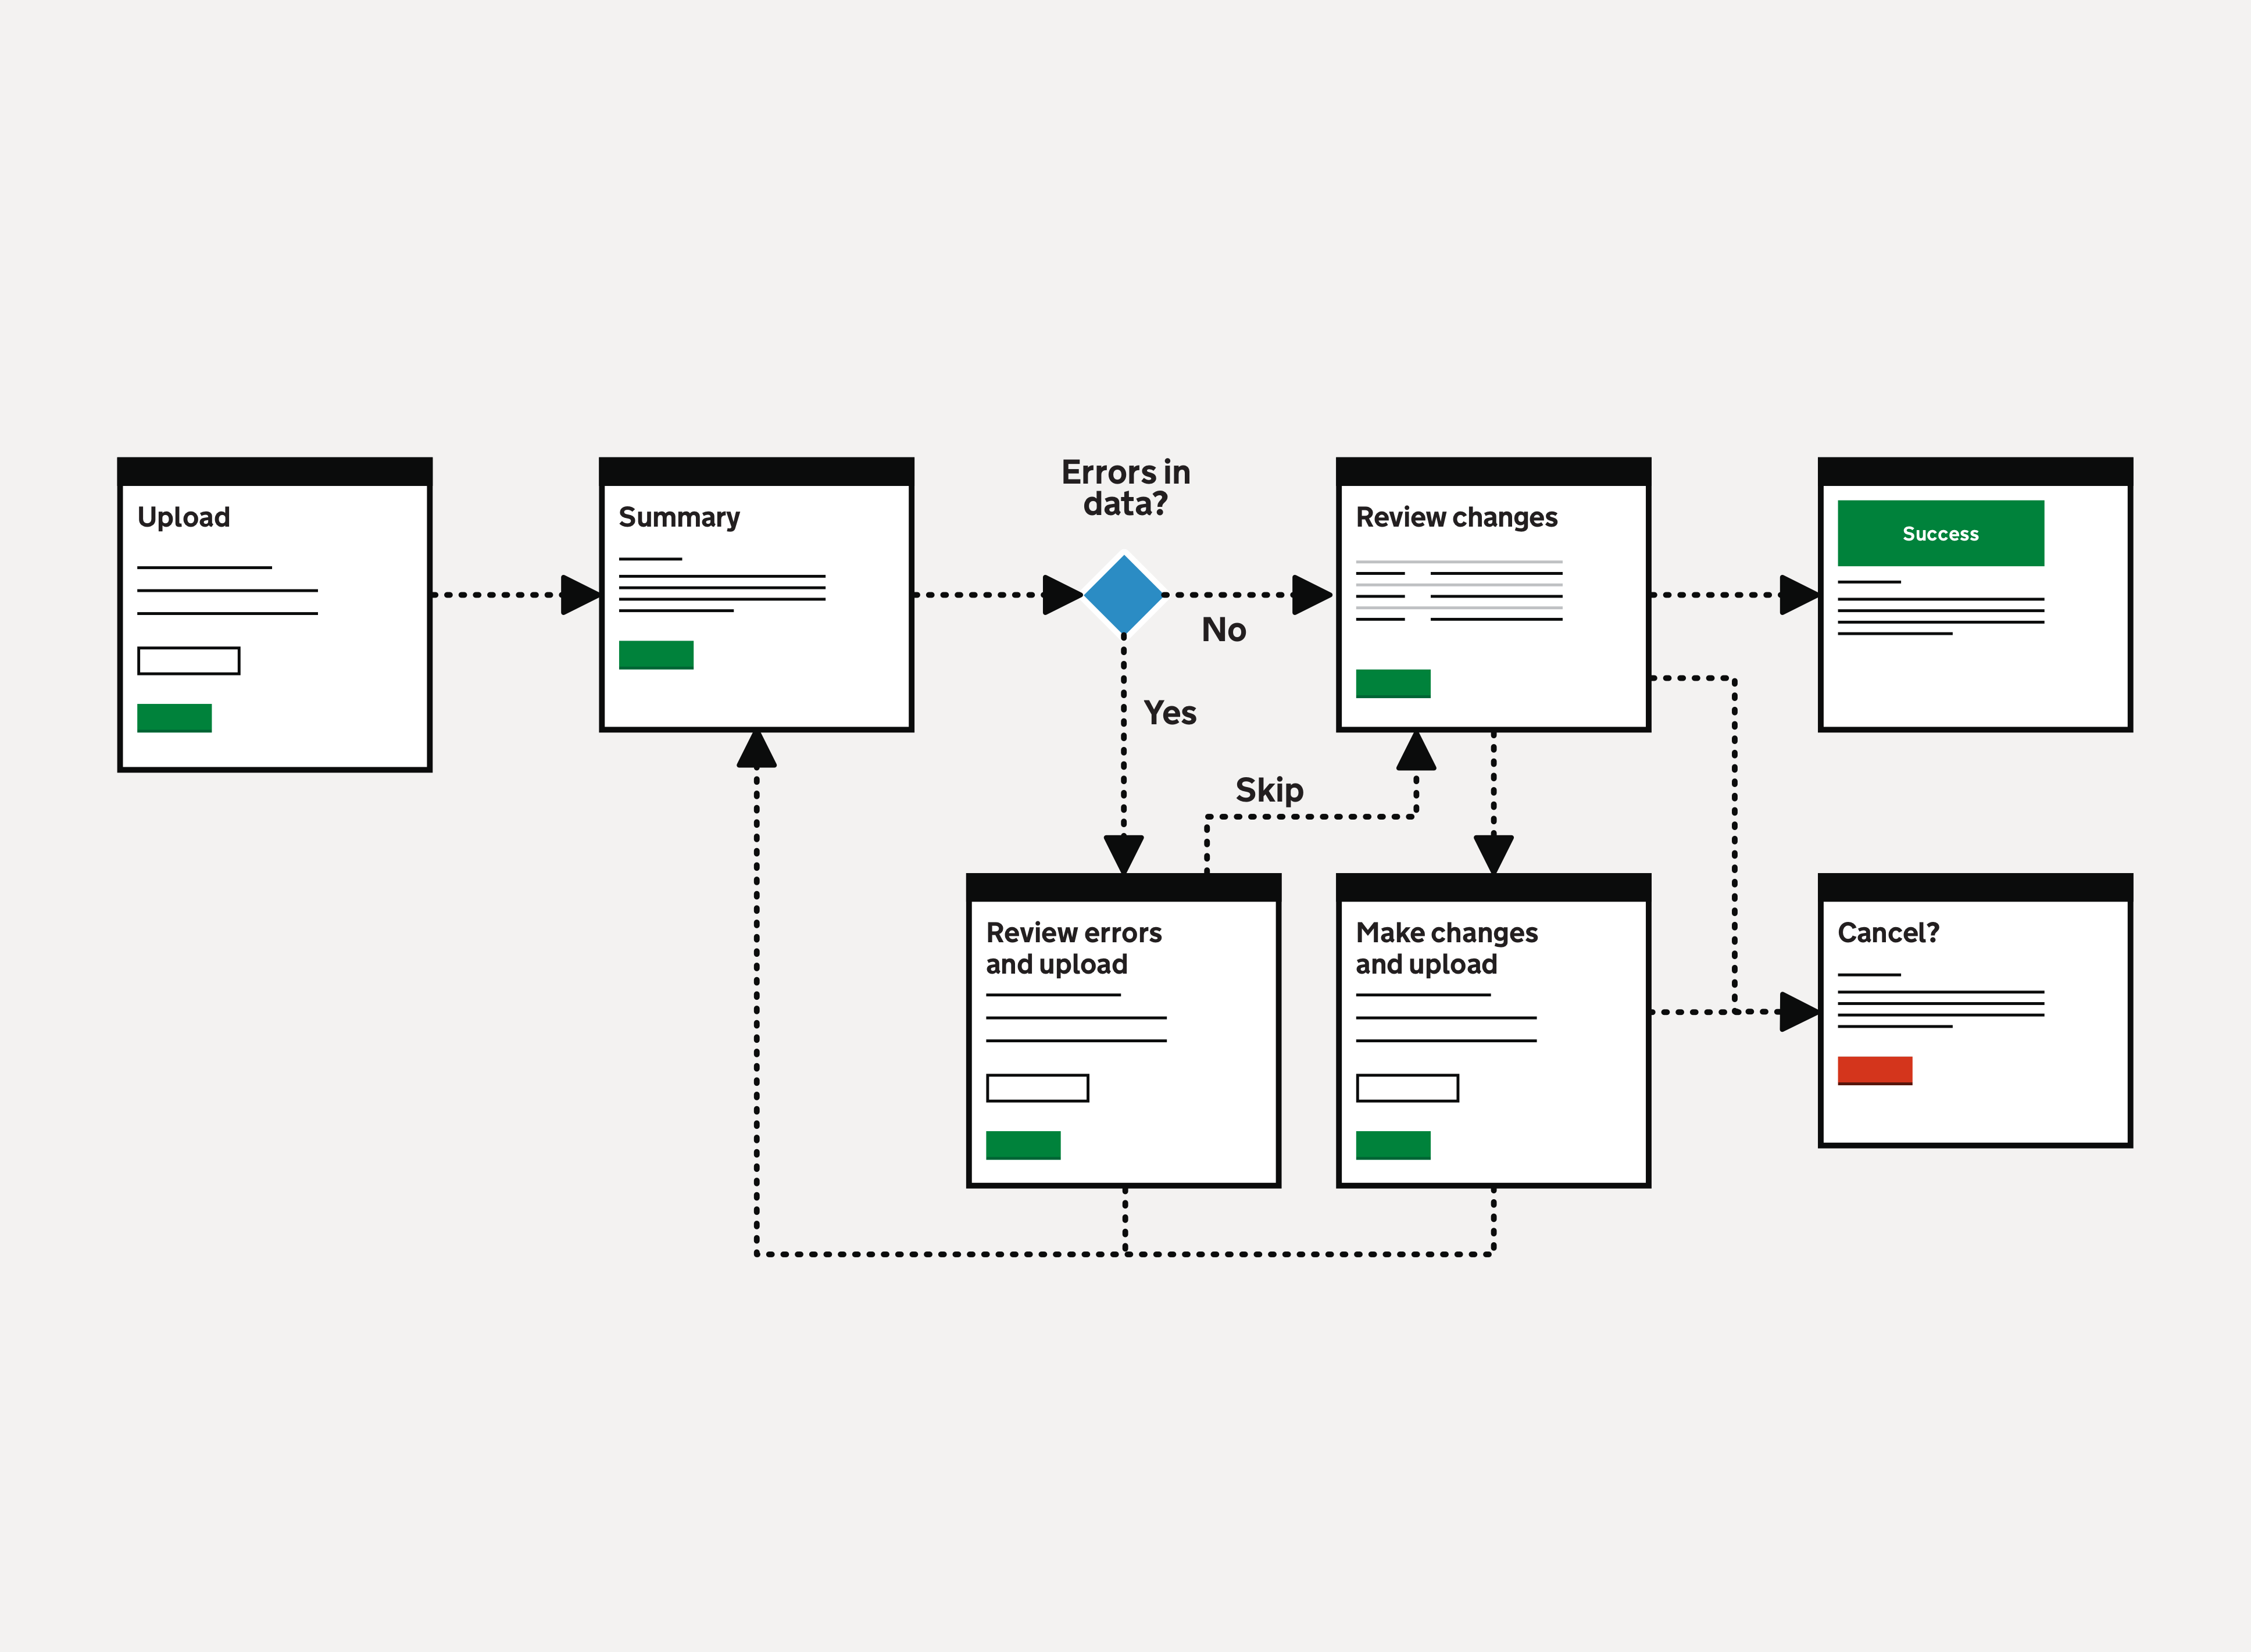 Upload
Summary
Errors in
data?
No
Yes
Review changes
Success
Skip
Review errors
and upload
Make changes
and upload
Cancel?